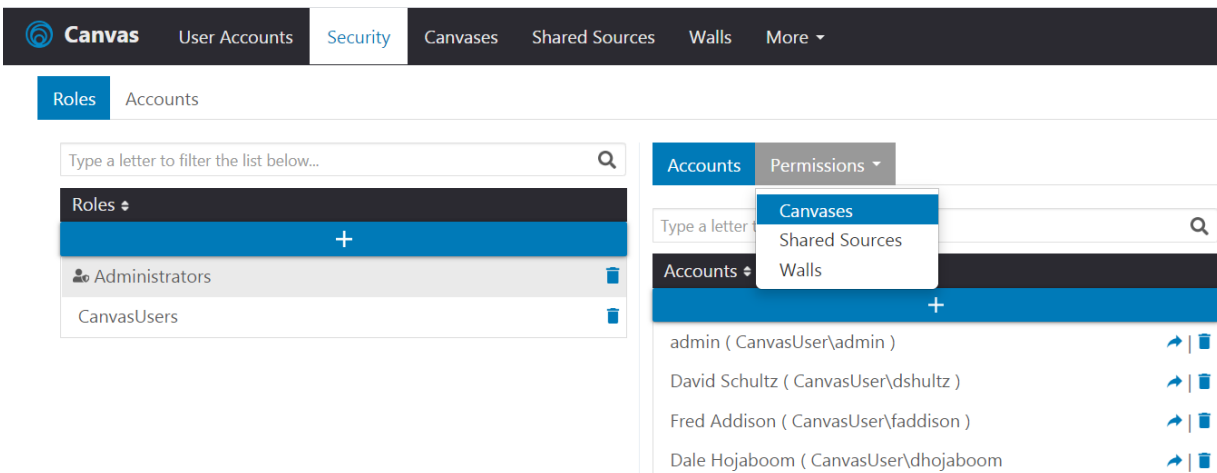 Canvas User Accounts Security Canvases Shared Sources Walls More
Roles Accounts
Type a letter to filter the list below...
Roles
+
Administrators
CanvasUsers
Accounts Permissions
Canvases
Shared Sources
Walls
Type a letter
Accounts
+
admin ( CanvasUser\admin ) |
David Schultz ( CanvasUser\dshultz ) |
Fred Addison ( CanvasUser\faddison ) |
Dale Hojaboom ( CanvasUser\dhojaboom |